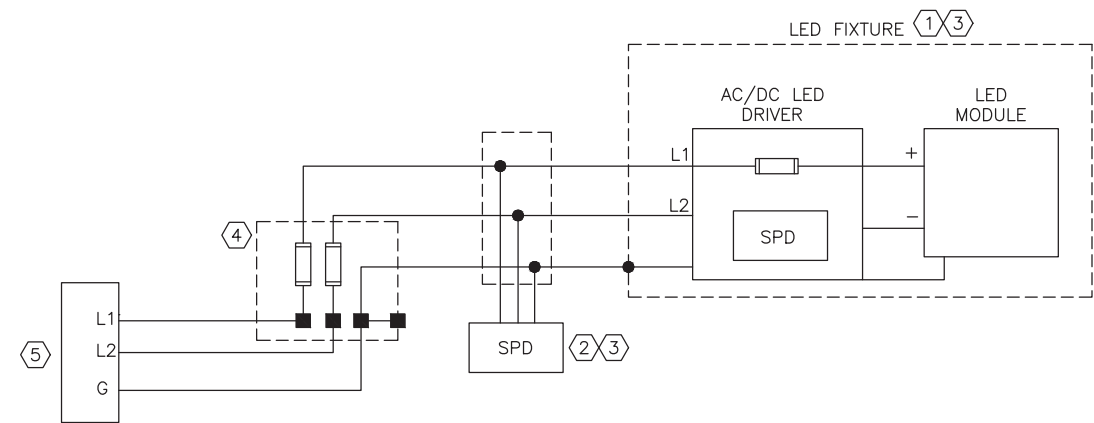 LED FIXTURE 1 3
AC/DC LED
DRIVER
LED
MODULE
L1
+
L2
–
SPD
4
L1
L2
G
5
SPD
2 3